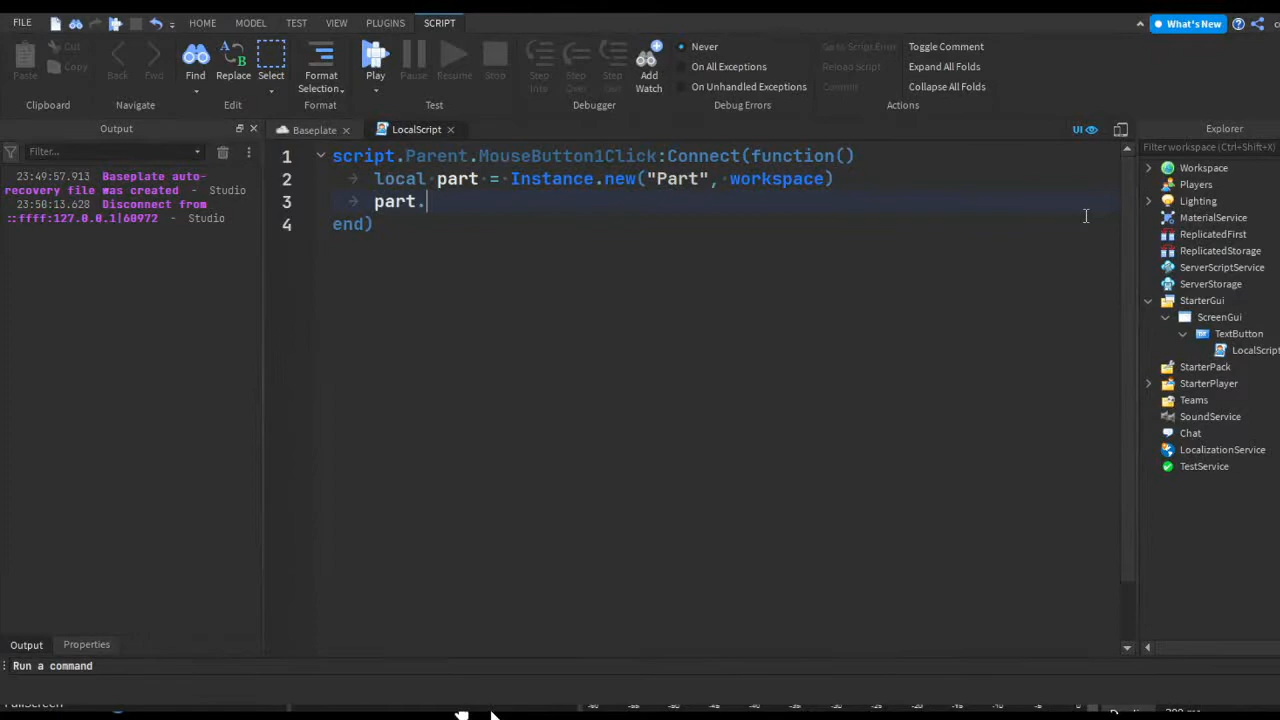 FILE HOME MODEL TEST VIEW PLUGINS SCRIPT What's New
Paste Cut Copy Back Fwd Find Replace Select Format Selection Play Pause Resume Stop Step Into Step Over Step Out Add Watch
Never
On All Exceptions
On Unhandled Exceptions
Go to Script Error
Reload Script
Commit
Toggle Comment
Expand All Folds
Collapse All Folds
Clipboard Navigate Edit Format Test Debugger Debug Errors Actions
Output
Filter...
23:49:57.913 Baseplate auto-
recovery file was created - Studio
23:50:13.628 Disconnect from
::ffff:127.0.0.1|60972 - Studio
Baseplate LocalScript UI
1 script.Parent.MouseButton1Click:Connect(function()
2 local part = Instance.new("Part", workspace)
3 part.
4 end)
Explorer
Filter workspace (Ctrl+Shift+X)
Workspace
Players
Lighting
MaterialService
ReplicatedFirst
ReplicatedStorage
ServerScriptService
ServerStorage
StarterGui
ScreenGui
TextButton
LocalScript
StarterPack
StarterPlayer
Teams
SoundService
Chat
LocalizationService
TestService
Output Properties
Run a command